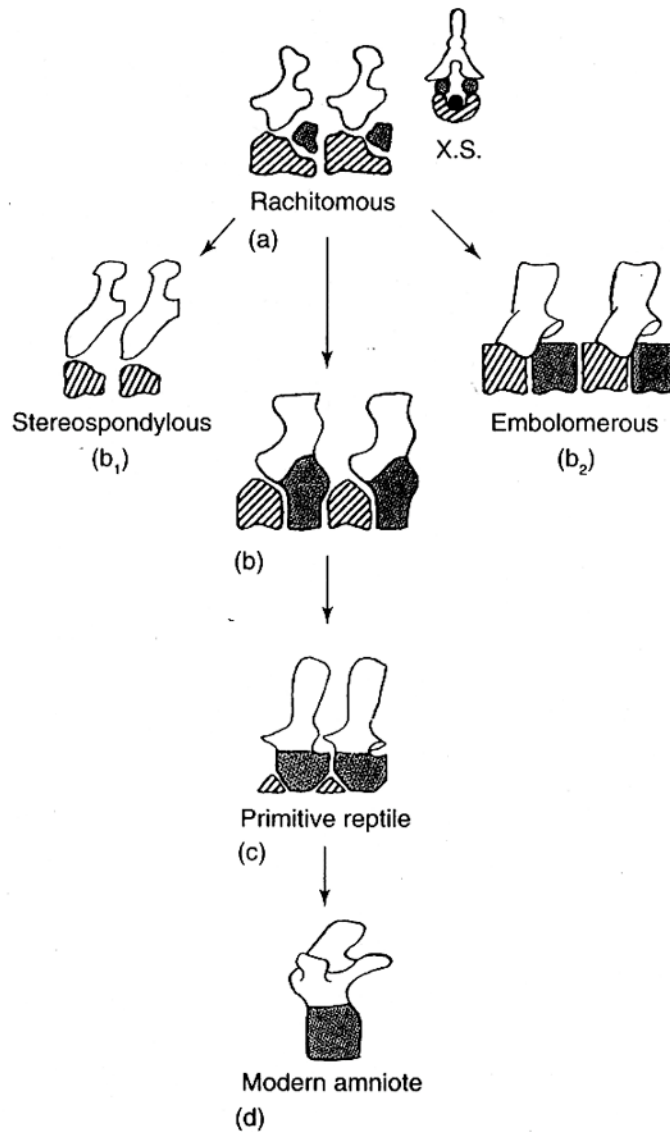 X.S.
Rachitomous
(a)
Stereospondylous
(b₁)
Embolomerous
(b₂)
(b)
Primitive reptile
(c)
Modern amniote
(d)